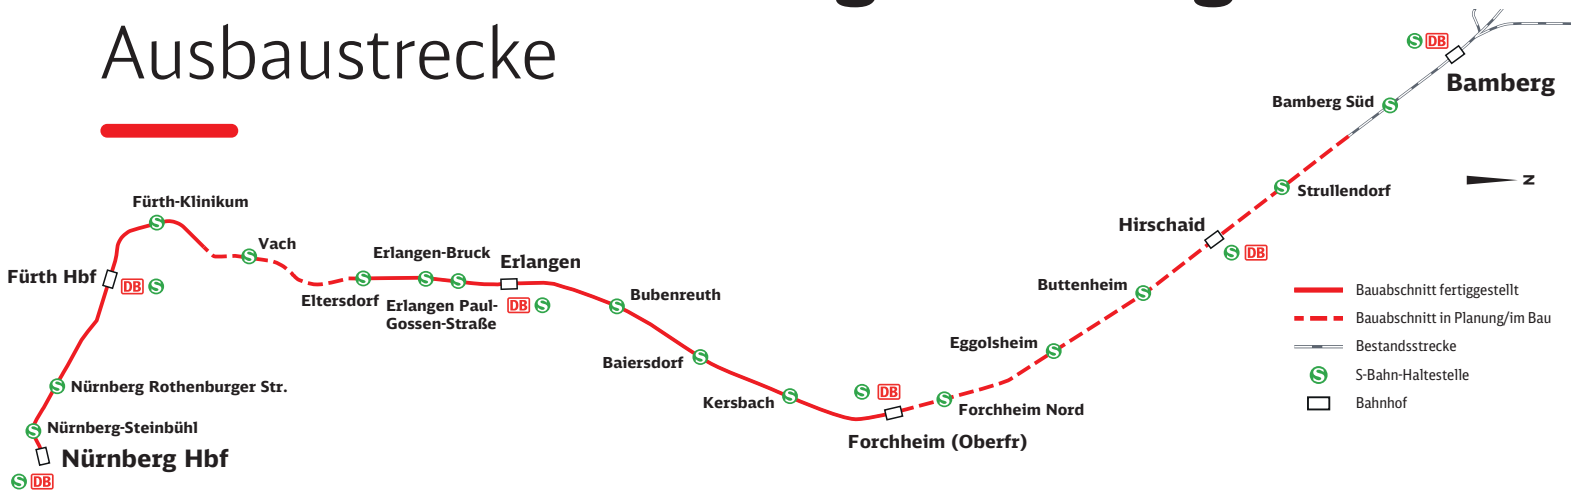 Ausbaustrecke
S DB
Bamberg
Bamberg Süd
S
N
S
Strullendorf
Fürth-Klinikum
S
Hirschaid
S DB
Vach
S
Erlangen-Bruck
Erlangen
Fürth Hbf
DB S
S
Eltersdorf
S
S
Erlangen Paul-
Gossen-Straße
DB S
S
Bubenreuth
Buttenheim
S
Bauabschnitt fertiggestellt
Bauabschnitt in Planung/im Bau
Bestandsstrecke
S
S-Bahn-Haltestelle
Bahnhof
Eggolsheim
S
Baiersdorf
S
S
Nürnberg Rothenburger Str.
Kersbach
S
S DB
S
Forchheim Nord
Forchheim (Oberfr)
S
Nürnberg-Steinbühl
Nürnberg Hbf
S DB